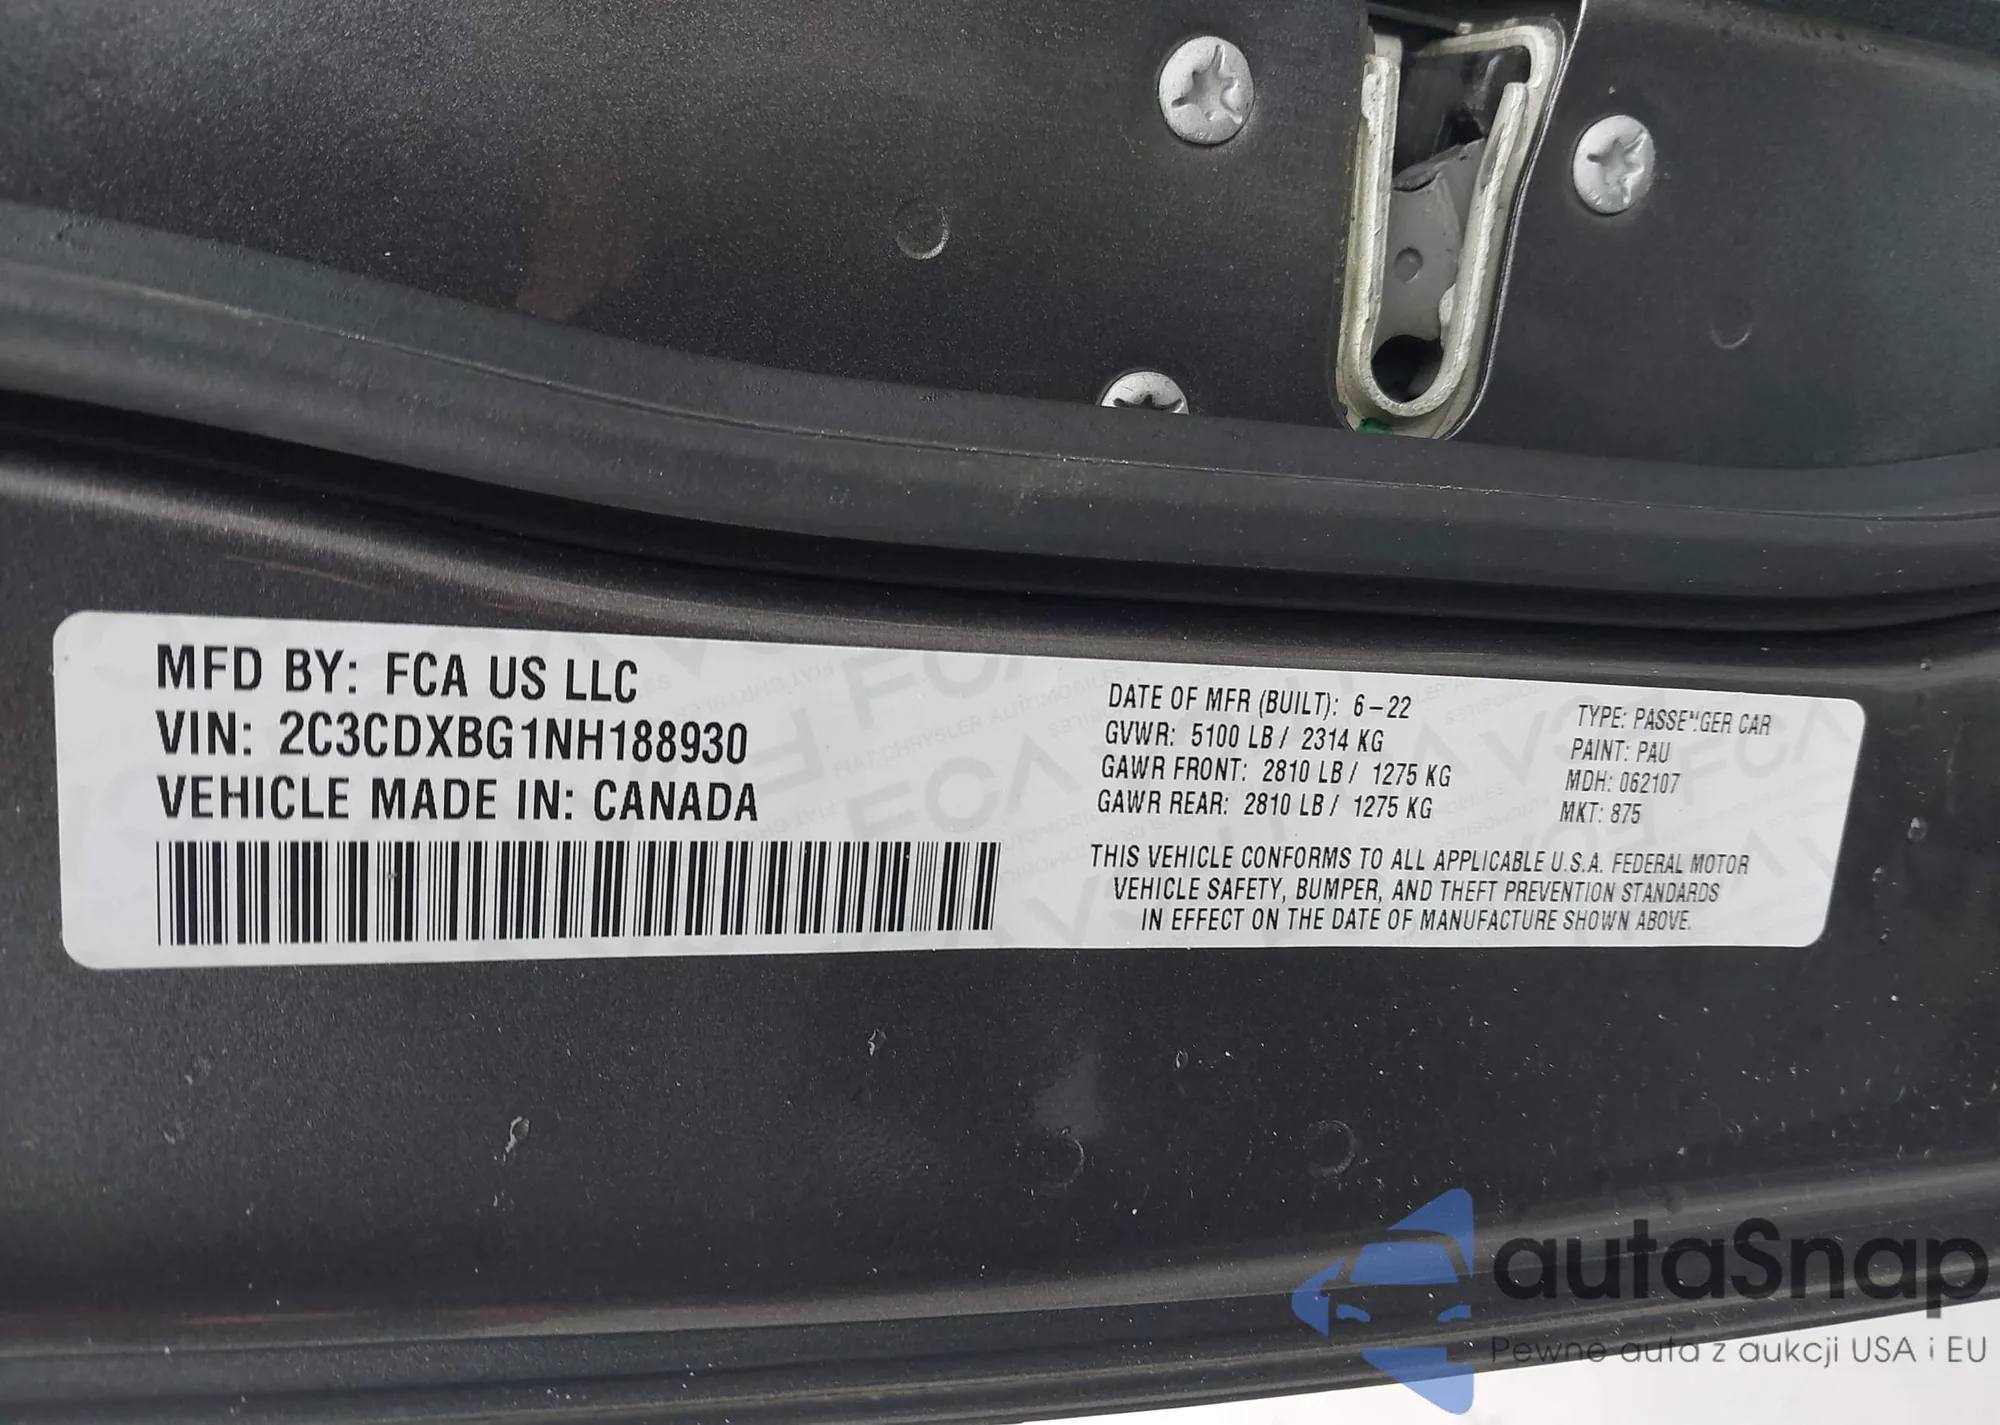 MFD BY: FCA US LLC
VIN: 2C3CDXBG1NH188930
VEHICLE MADE IN: CANADA
DATE OF MFR (BUILT): 6-22
GVWR: 5100 LB / 2314 KG
GAWR FRONT: 2810 LB / 1275 KG
GAWR REAR: 2810 LB / 1275 KG
TYPE: PASSENGER CAR
PAINT: PAU
MDH: 062107
MKT: 875
THIS VEHICLE CONFORMS TO ALL APPLICABLE U.S.A. FEDERAL MOTOR
VEHICLE SAFETY, BUMPER, AND THEFT PREVENTION STANDARDS
IN EFFECT ON THE DATE OF MANUFACTURE SHOWN ABOVE.
autaSnap
Pewne auta z aukcji USA i EU